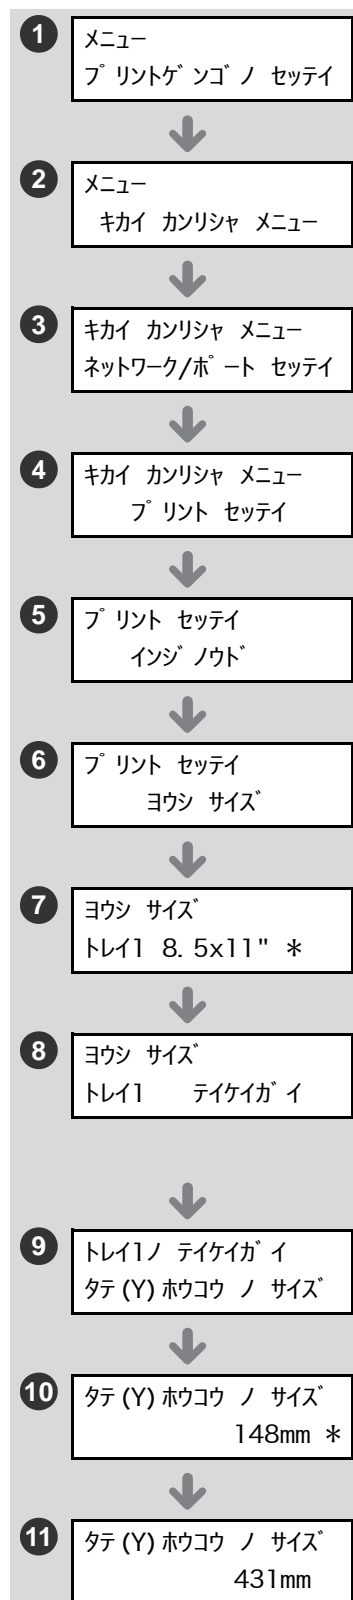 1
メニュー
プリントゲンゴノ セッテイ
2
メニュー
キカイ カンリシャ メニュー
3
キカイ カンリシャ メニュー
ネットワーク/ポート セッテイ
4
キカイ カンリシャ メニュー
プリント セッテイ
5
プリント セッテイ
インジノウド
6
プリント セッテイ
ヨウシ サイズ
7
ヨウシ サイズ
トレイ1 8.5x11" *
8
ヨウシ サイズ
トレイ1 テイケイガイ
9
トレイ1ノ テイケイガイ
タテ(Y)ホウコウ ノ サイズ
10
タテ(Y)ホウコウ ノ サイズ
148mm *
11
タテ(Y)ホウコウ ノ サイズ
431mm